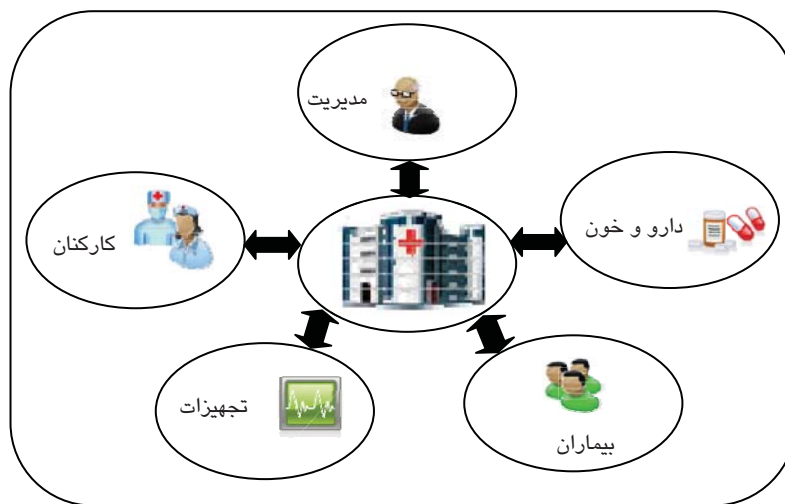 مدیریت
دارو و خون
کارکنان
تجهیزات
بیماران